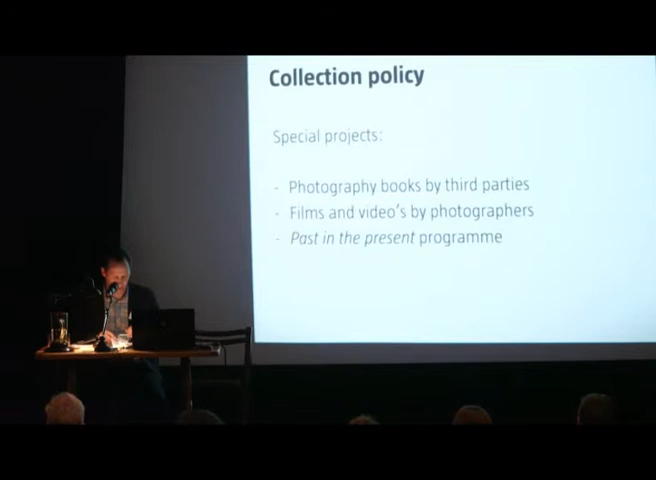 Collection policy
Special projects:
- Photography books by third parties
- Films and video's by photographers
- Past in the present programme